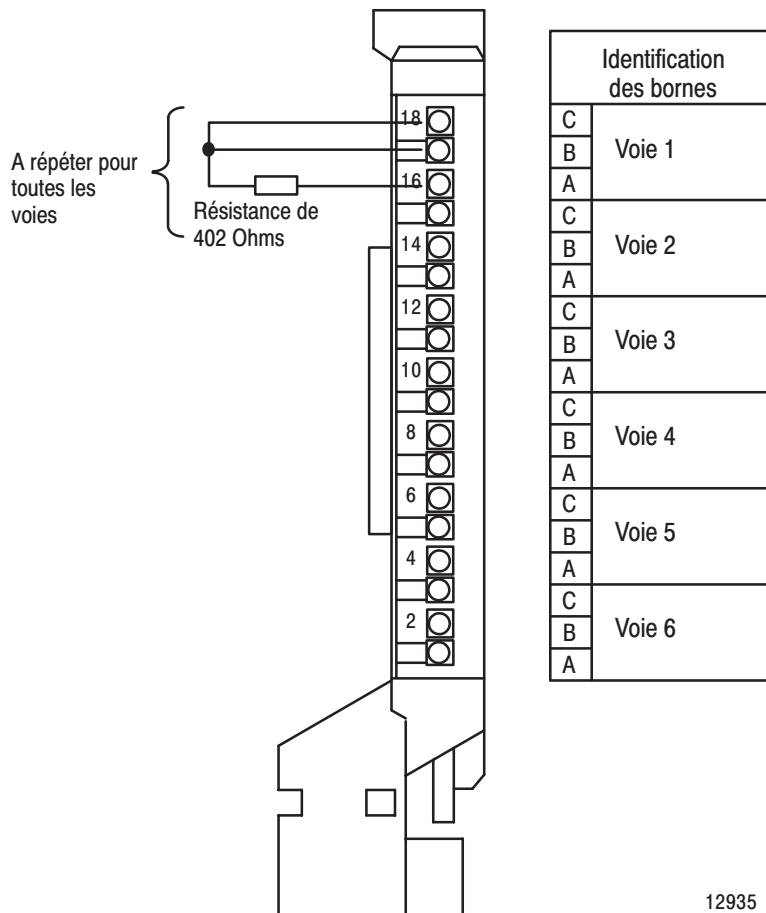 A répéter pour
toutes les
voies
Résistance de
402 Ohms
18
16
14
12
10
8
6
4
2
Identification
des bornes
C
B
A
Voie 1
C
B
A
Voie 2
C
B
A
Voie 3
C
B
A
Voie 4
C
B
A
Voie 5
C
B
A
Voie 6
12935